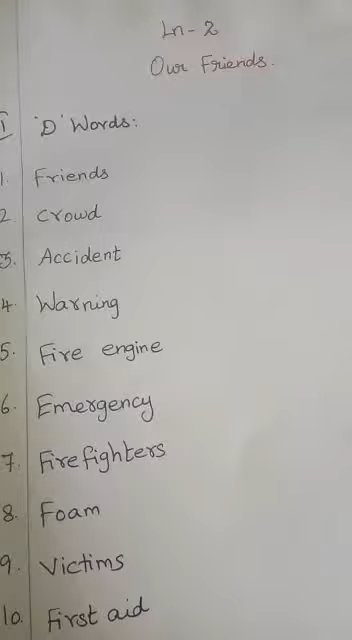 Ln - 2
Our Friends.
I 'D' Words:
1. Friends
2. Crowd
3. Accident
4. Warning
5. Fire engine
6. Emergency
7. Firefighters
8. Foam
9. Victims
10. First aid